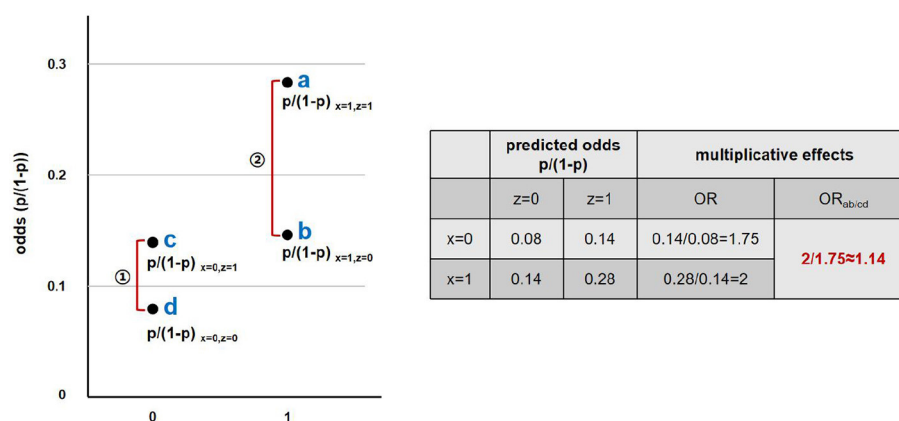 odds (p/(1-p))
0.3
0.2
0.1
0
a
p/(1-p) x=1,z=1
②
b
p/(1-p) x=1,z=0
c
p/(1-p) x=0,z=1
①
d
p/(1-p) x=0,z=0
0 1
predicted odds multiplicative effects
p/(1-p)
z=0 z=1 OR ORab/cd
x=0 0.08 0.14 0.14/0.08=1.75
2/1.75≈1.14
x=1 0.14 0.28 0.28/0.14=2